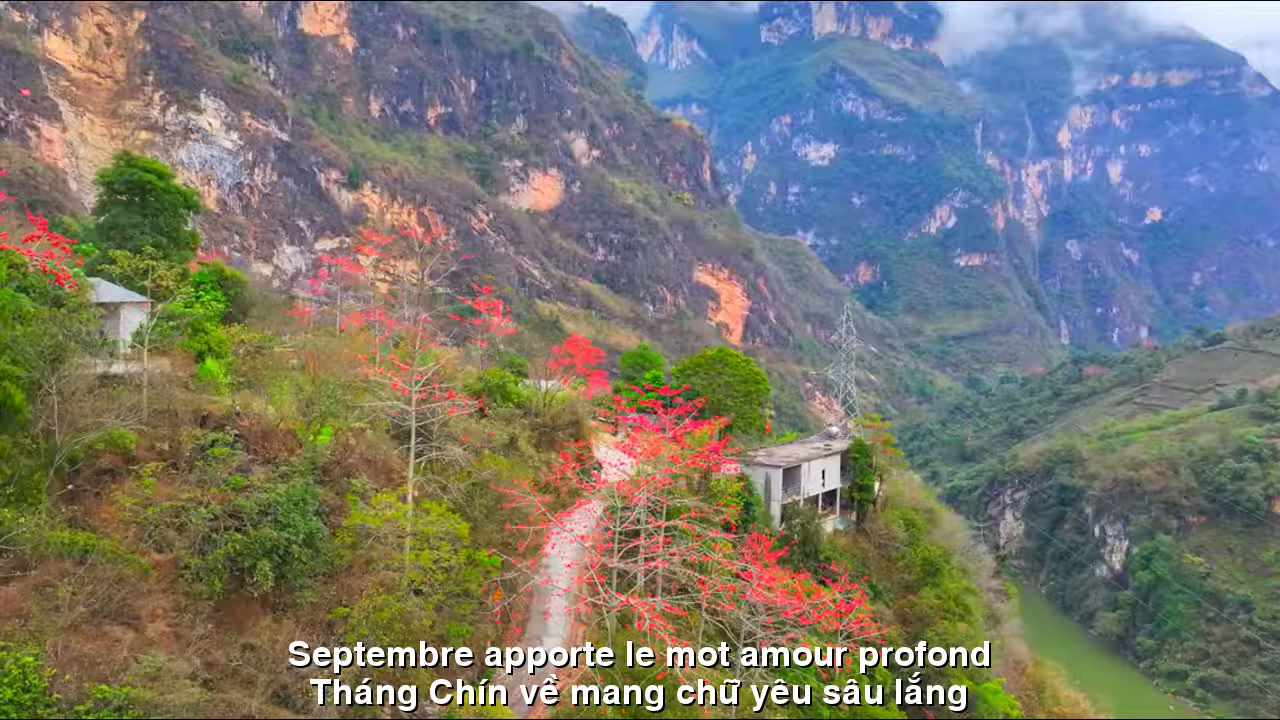 Septembre apporte le mot amour profond
Tháng Chín về mang chữ yêu sâu lắng